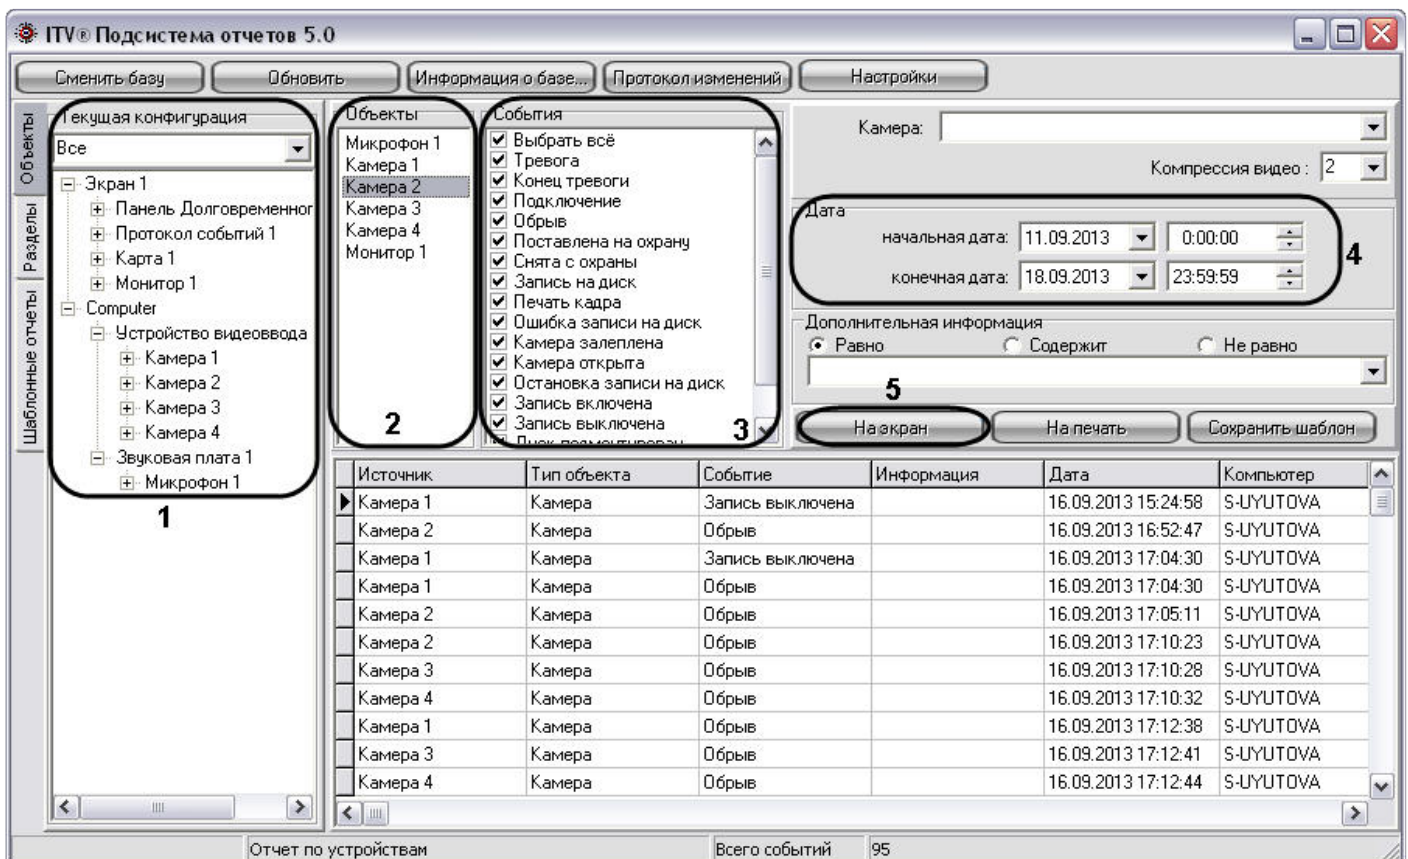 ITV® Подсистема отчетов 5.0
Сменить базу
Обновить
Информация о базе...
Протокол изменений
Настройки
Объекты
Разделы
Шаблонные отчеты
Текущая конфигурация
Все
Экран 1
Панель Долговременног
Протокол событий 1
Карта 1
Монитор 1
Computer
Устройство видеоввода
Камера 1
Камера 2
Камера 3
Камера 4
Звуковая плата 1
Микрофон 1
1
Объекты
Микрофон 1
Камера 1
Камера 2
Камера 3
Камера 4
Монитор 1
2
События
Выбрать всё
Тревога
Конец тревоги
Подключение
Обрыв
Поставлена на охрану
Снята с охраны
Запись на диск
Печать кадра
Ошибка записи на диск
Камера залеплена
Камера открыта
Остановка записи на диск
Запись включена
Запись выключена
3
Камера:
Компрессия видео : 2
Дата
начальная дата: 11.09.2013 0:00:00
конечная дата: 18.09.2013 23:59:59
4
Дополнительная информация
Равно Содержит Не равно
5
На экран
На печать
Сохранить шаблон
Источник Тип объекта Событие Информация Дата Компьютер
Камера 1 Камера Запись выключена 16.09.2013 15:24:58 S-UYUTOVA
Камера 2 Камера Обрыв 16.09.2013 16:52:47 S-UYUTOVA
Камера 1 Камера Запись выключена 16.09.2013 17:04:30 S-UYUTOVA
Камера 1 Камера Обрыв 16.09.2013 17:04:30 S-UYUTOVA
Камера 2 Камера Обрыв 16.09.2013 17:05:11 S-UYUTOVA
Камера 2 Камера Обрыв 16.09.2013 17:10:23 S-UYUTOVA
Камера 3 Камера Обрыв 16.09.2013 17:10:28 S-UYUTOVA
Камера 4 Камера Обрыв 16.09.2013 17:10:32 S-UYUTOVA
Камера 1 Камера Обрыв 16.09.2013 17:12:38 S-UYUTOVA
Камера 3 Камера Обрыв 16.09.2013 17:12:41 S-UYUTOVA
Камера 4 Камера Обрыв 16.09.2013 17:12:44 S-UYUTOVA
Отчет по устройствам
Всего событий
95